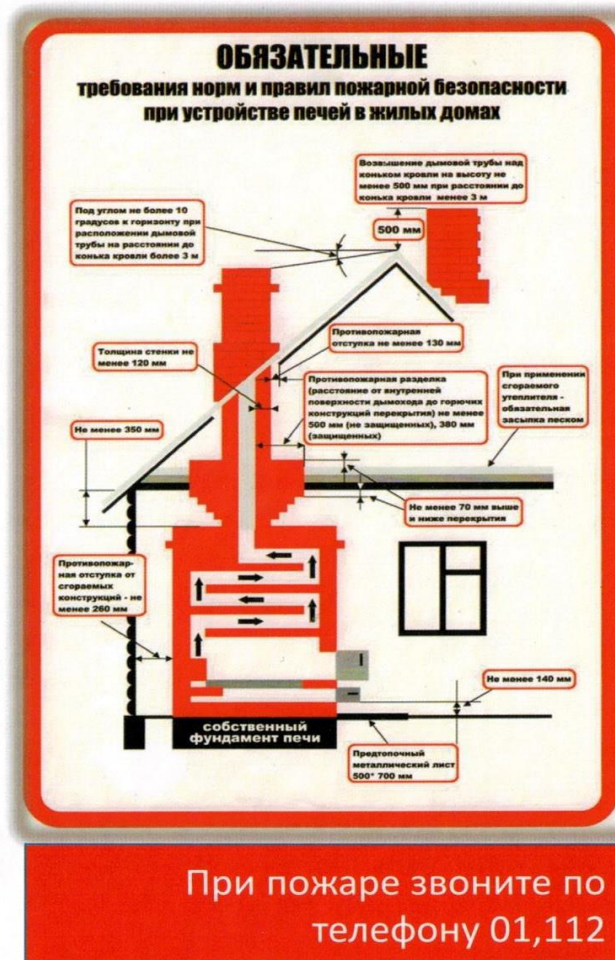 ОБЯЗАТЕЛЬНЫЕ
требования норм и правил пожарной безопасности
при устройстве печей в жилых домах
Возвышение дымовой трубы над
коньком кровли на высоту не
менее 500 мм при расстоянии до
конька кровли менее 3 м
Под углом не более 10
градусов к горизонту при
расположении дымовой
трубы на расстоянии до
конька кровли более 3 м
500 мм
Противопожарная
отступка не менее 130 мм
Толщина стенки не
менее 120 мм
Противопожарная разделка
(расстояние от внутренней
поверхности дымохода до горючих
конструкций перекрытия) не менее
500 мм (не защищенных), 380 мм
(защищенных)
При применении
сгораемого
утеплителя -
обязательная
засыпка песком
Не менее 350 мм
Не менее 70 мм выше
и ниже перекрытия
Противопожар-
ная отступка от
сгораемых
конструкций - не
менее 260 мм
Не менее 140 мм
собственный
фундамент печи
Предтопочный
металлический лист
500* 700 мм
При пожаре звоните по
телефону 01,112